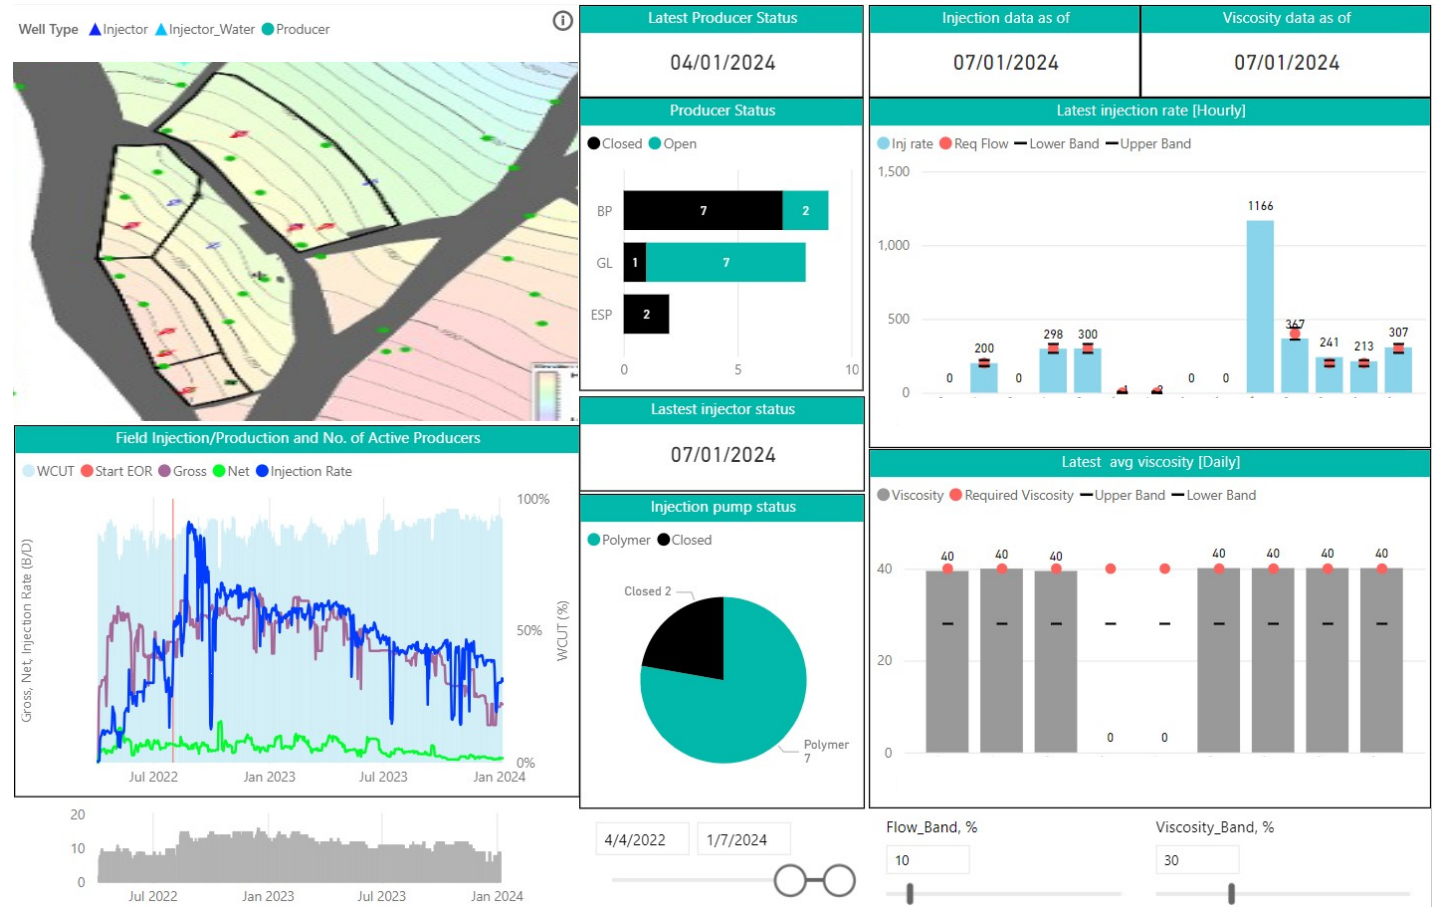 Well Type Injector Injector_Water Producer
Latest Producer Status
04/01/2024
Injection data as of
07/01/2024
Viscosity data as of
07/01/2024
Producer Status
Closed Open
BP 7 2
GL 1 7
ESP 2
0 5 10
Latest injection rate [Hourly]
Inj rate Req Flow Lower Band Upper Band
1,500
1,000
500
0
0 200 0 298 300 0 0 1166 367 241 213 307
Lastest injector status
07/01/2024
Field Injection/Production and No. of Active Producers
WCUT Start EOR Gross Net Injection Rate
Gross, Net, Injection Rate (B/D)
100%
50%
0%
WCUT (%)
Jul 2022 Jan 2023 Jul 2023 Jan 2024
20
10
0
Jul 2022 Jan 2023 Jul 2023 Jan 2024
Injection pump status
Polymer Closed
Closed 2
Polymer
7
4/4/2022 1/7/2024
Latest avg viscosity [Daily]
Viscosity Required Viscosity Upper Band Lower Band
40
20
0
40 40 40 0 0 40 40 40 40
Flow_Band, %
10
Viscosity_Band, %
30